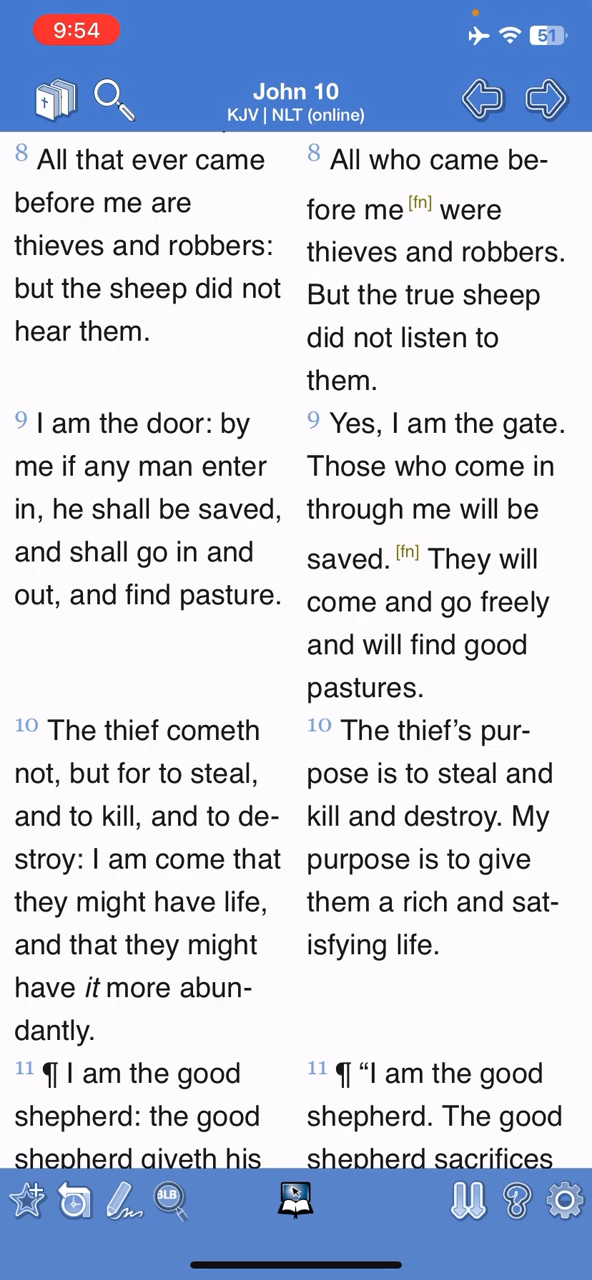 9:54
51
John 10
KJV | NLT (online)
8 All that ever came
before me are
thieves and robbers:
but the sheep did not
hear them.
8 All who came be-
fore me [fn] were
thieves and robbers.
But the true sheep
did not listen to
them.
9 I am the door: by
me if any man enter
in, he shall be saved,
and shall go in and
out, and find pasture.
9 Yes, I am the gate.
Those who come in
through me will be
saved. [fn] They will
come and go freely
and will find good
pastures.
10 The thief cometh
not, but for to steal,
and to kill, and to de-
stroy: I am come that
they might have life,
and that they might
have it more abun-
dantly.
10 The thief’s pur-
pose is to steal and
kill and destroy. My
purpose is to give
them a rich and sat-
isfying life.
11 ¶ I am the good
shepherd: the good
shepherd giveth his
11 ¶ “I am the good
shepherd. The good
shepherd sacrifices
BLB